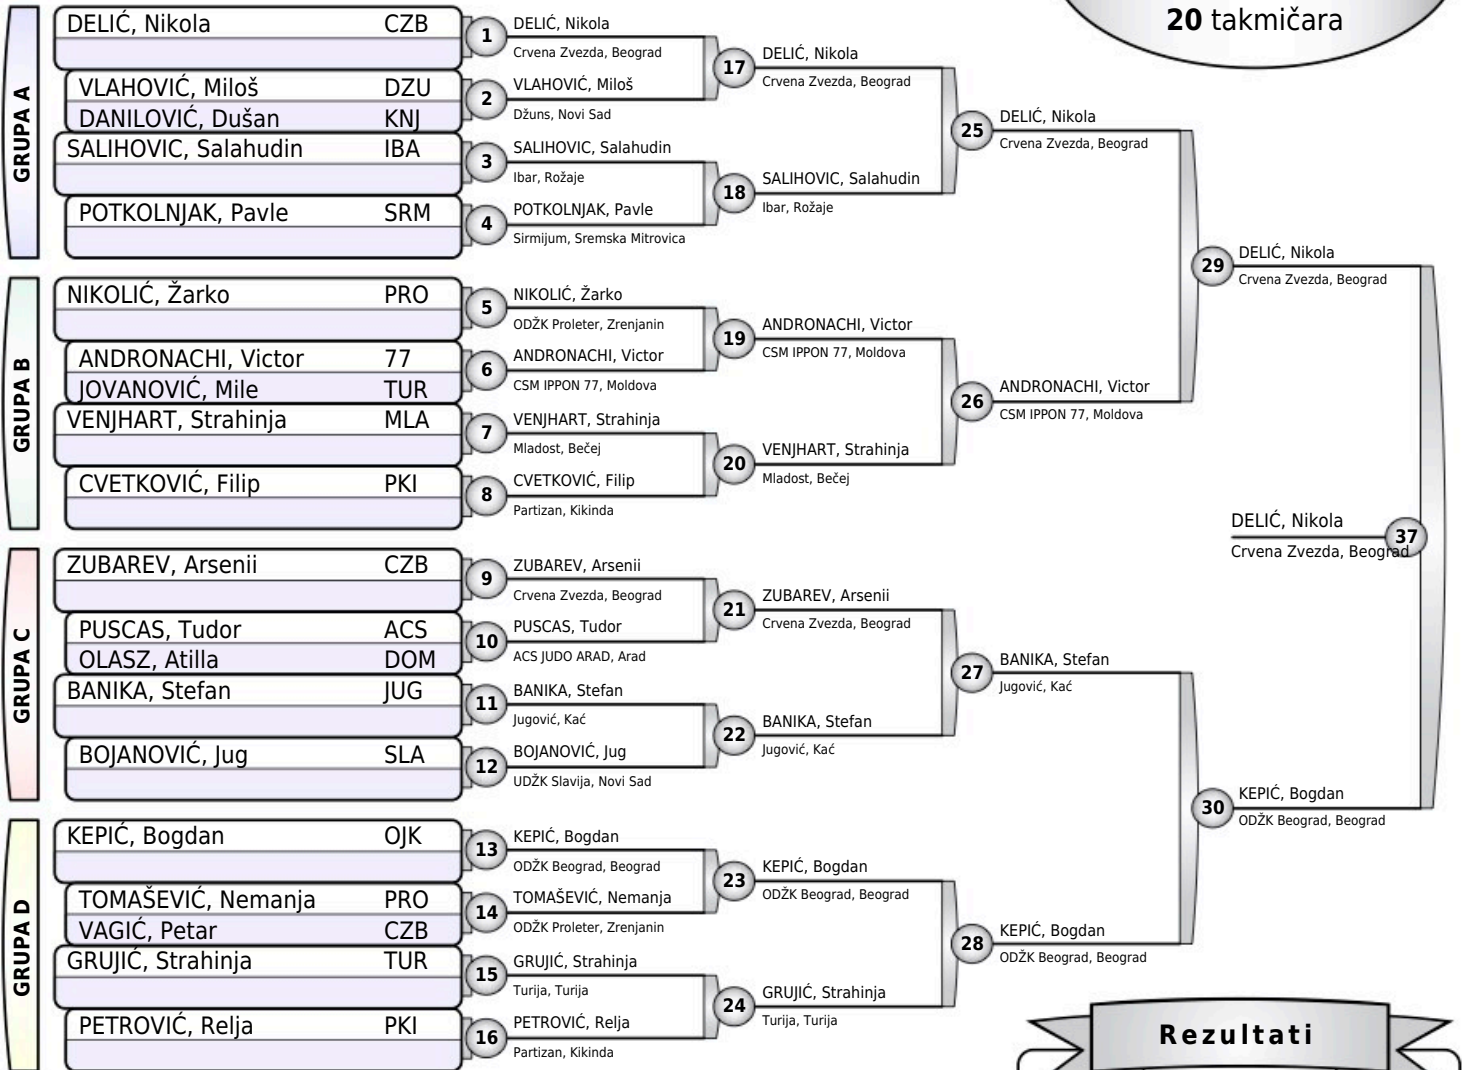 20 takmičara
GRUPA A
DELIĆ, Nikola CZB
VLAHOVIĆ, Miloš DZU
DANILOVIĆ, Dušan KNJ
SALIHOVIC, Salahudin IBA
POTKOLNJAK, Pavle SRM
GRUPA B
NIKOLIĆ, Žarko PRO
ANDRONACHI, Victor 77
JOVANOVIĆ, Mile TUR
VENJHART, Strahinja MLA
CVETKOVIĆ, Filip PKI
GRUPA C
ZUBAREV, Arsenii CZB
PUSCAS, Tudor ACS
OLASZ, Atilla DOM
BANIKA, Stefan JUG
BOJANOVIĆ, Jug SLA
GRUPA D
KEPIĆ, Bogdan OJK
TOMAŠEVIĆ, Nemanja PRO
VAGIĆ, Petar CZB
GRUJIĆ, Strahinja TUR
PETROVIĆ, Relja PKI
1
DELIĆ, Nikola
Crvena Zvezda, Beograd
2
VLAHOVIĆ, Miloš
Džuns, Novi Sad
3
SALIHOVIC, Salahudin
Ibar, Rožaje
4
POTKOLNJAK, Pavle
Sirmijum, Sremska Mitrovica
5
NIKOLIĆ, Žarko
ODŽK Proleter, Zrenjanin
6
ANDRONACHI, Victor
CSM IPPON 77, Moldova
7
VENJHART, Strahinja
Mladost, Bečej
8
CVETKOVIĆ, Filip
Partizan, Kikinda
9
ZUBAREV, Arsenii
Crvena Zvezda, Beograd
10
PUSCAS, Tudor
ACS JUDO ARAD, Arad
11
BANIKA, Stefan
Jugović, Kać
12
BOJANOVIĆ, Jug
UDŽK Slavija, Novi Sad
13
KEPIĆ, Bogdan
ODŽK Beograd, Beograd
14
TOMAŠEVIĆ, Nemanja
ODŽK Proleter, Zrenjanin
15
GRUJIĆ, Strahinja
Turija, Turija
16
PETROVIĆ, Relja
Partizan, Kikinda
17
DELIĆ, Nikola
Crvena Zvezda, Beograd
18
SALIHOVIC, Salahudin
Ibar, Rožaje
19
ANDRONACHI, Victor
CSM IPPON 77, Moldova
20
VENJHART, Strahinja
Mladost, Bečej
21
ZUBAREV, Arsenii
Crvena Zvezda, Beograd
22
BANIKA, Stefan
Jugović, Kać
23
KEPIĆ, Bogdan
ODŽK Beograd, Beograd
24
GRUJIĆ, Strahinja
Turija, Turija
25
DELIĆ, Nikola
Crvena Zvezda, Beograd
26
ANDRONACHI, Victor
CSM IPPON 77, Moldova
27
BANIKA, Stefan
Jugović, Kać
28
KEPIĆ, Bogdan
ODŽK Beograd, Beograd
29
DELIĆ, Nikola
Crvena Zvezda, Beograd
30
KEPIĆ, Bogdan
ODŽK Beograd, Beograd
DELIĆ, Nikola
37
Crvena Zvezda, Beograd
Rezultati